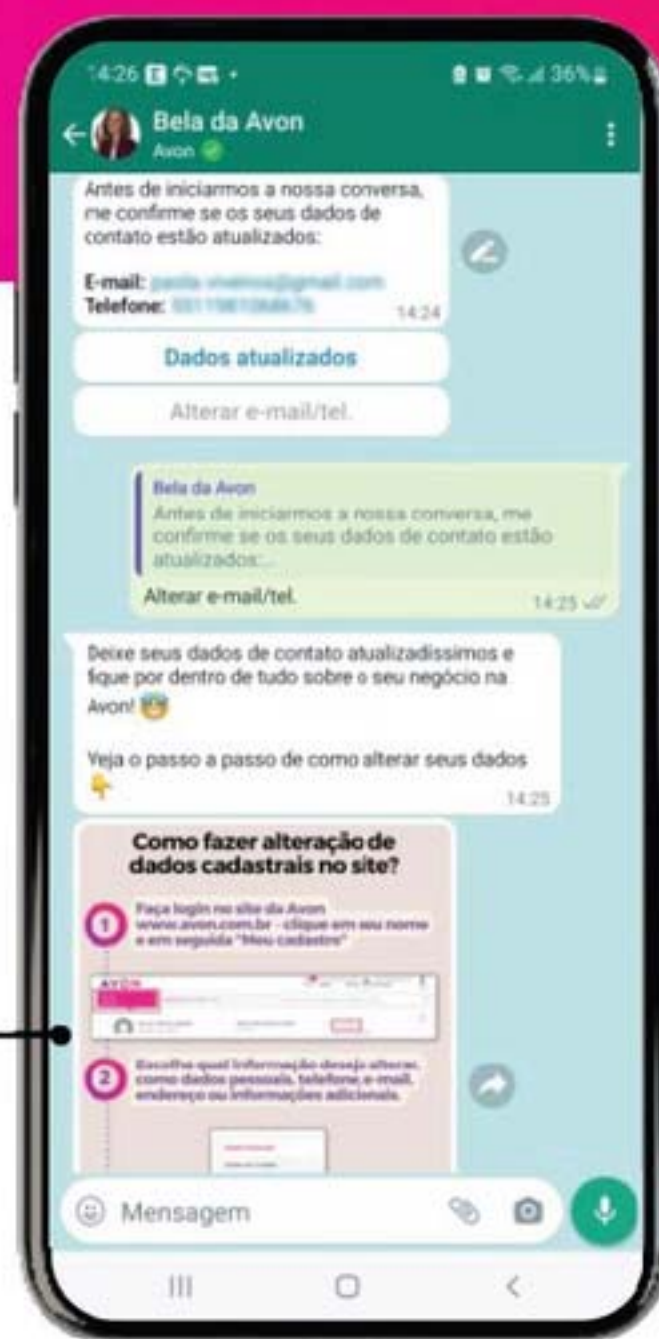 14:26
36%
Bela da Avon
Avon
Antes de iniciarmos a nossa conversa,
me confirme se os seus dados de
contato estão atualizados:
E-mail:
Telefone:
14:24
Dados atualizados
Alterar e-mail/tel.
Bela da Avon
Antes de iniciarmos a nossa conversa, me
confirme se os seus dados de contato estão
atualizados:...
Alterar e-mail/tel.
14:25
Deixe seus dados de contato atualizadíssimos e
fique por dentro de tudo sobre o seu negócio na
Avon!
Veja o passo a passo de como alterar seus dados
14:25
Como fazer alteração de
dados cadastrais no site?
1 Faça login no site da Avon
www.avon.com.br - clique em seu nome
e em seguida "Meu cadastro"
AVON
2 Escolha qual informação deseja alterar,
como dados pessoais, telefone, e-mail,
endereço ou informações adicionais.
Mensagem